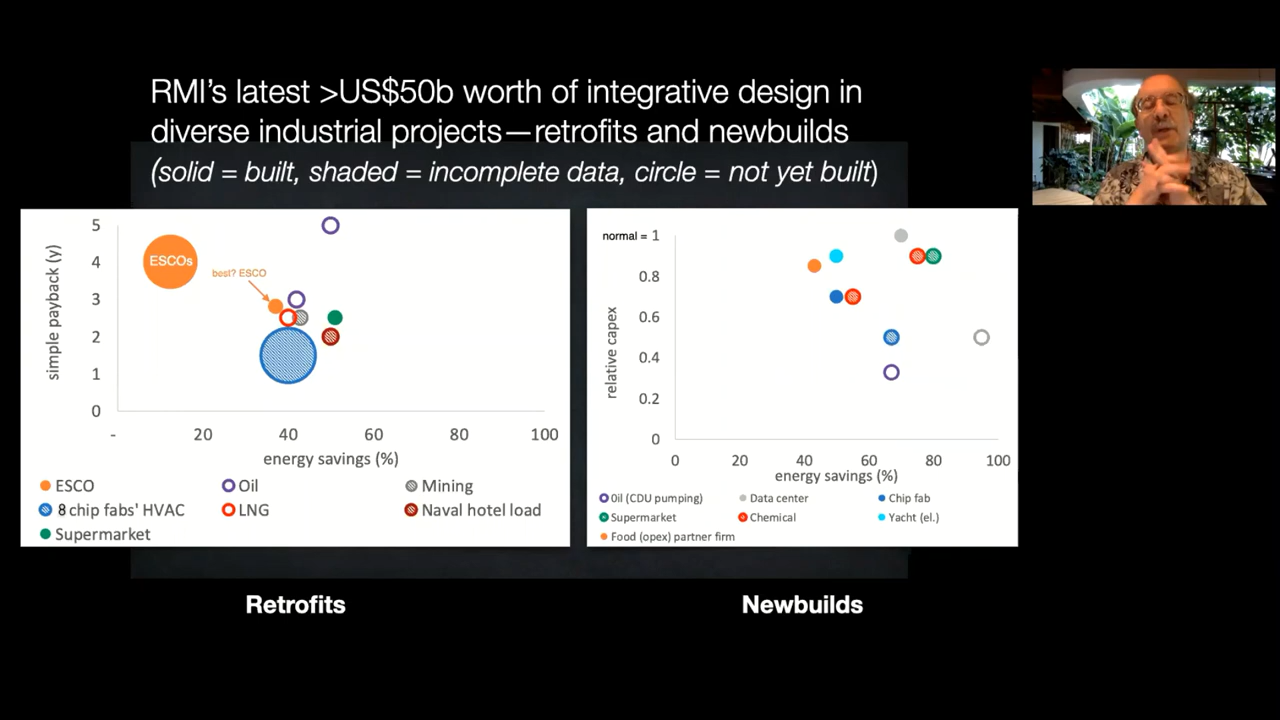 RMI's latest >US$50b worth of integrative design in
diverse industrial projects—retrofits and newbuilds
(solid = built, shaded = incomplete data, circle = not yet built)
simple payback (y)
5
4
3
2
1
0
ESCOs
best? ESCO
-
20
40
60
80
100
energy savings (%)
ESCO
Oil
Mining
8 chip fabs' HVAC
LNG
Naval hotel load
Supermarket
Retrofits
relative capex
normal = 1
0.8
0.6
0.4
0.2
0
0
20
40
60
80
100
energy savings (%)
Oil (CDU pumping)
Data center
Chip fab
Supermarket
Chemical
Yacht (el.)
Food (opex) partner firm
Newbuilds